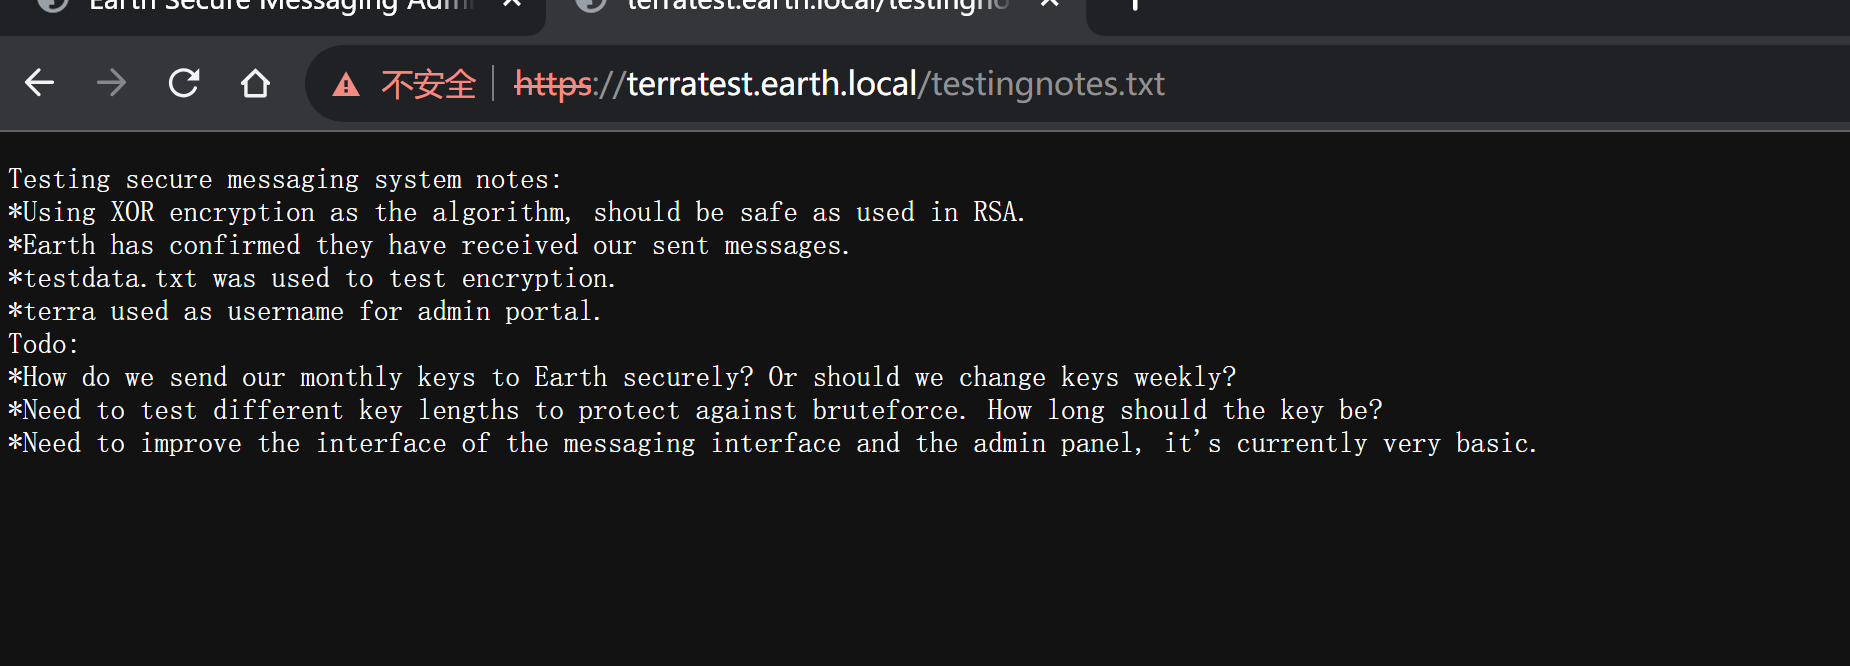 Earth Secure Messaging Adm
terratest.earth.local/testingno
不安全 https://terratest.earth.local/testingnotes.txt
Testing secure messaging system notes:
*Using XOR encryption as the algorithm, should be safe as used in RSA.
*Earth has confirmed they have received our sent messages.
*testdata.txt was used to test encryption.
*terra used as username for admin portal.
Todo:
*How do we send our monthly keys to Earth securely? Or should we change keys weekly?
*Need to test different key lengths to protect against bruteforce. How long should the key be?
*Need to improve the interface of the messaging interface and the admin panel, it's currently very basic.